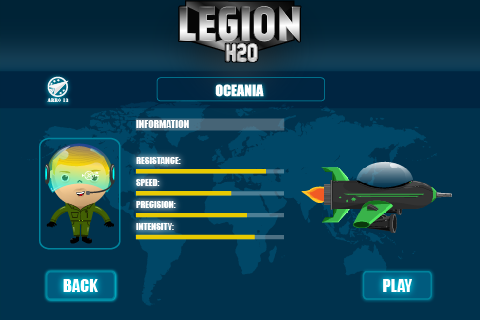 LEGION
H2O
OCEANIA
INFORMATION
RESISTANCE:
SPEED:
PRECISION:
INTENSITY:
BACK
PLAY